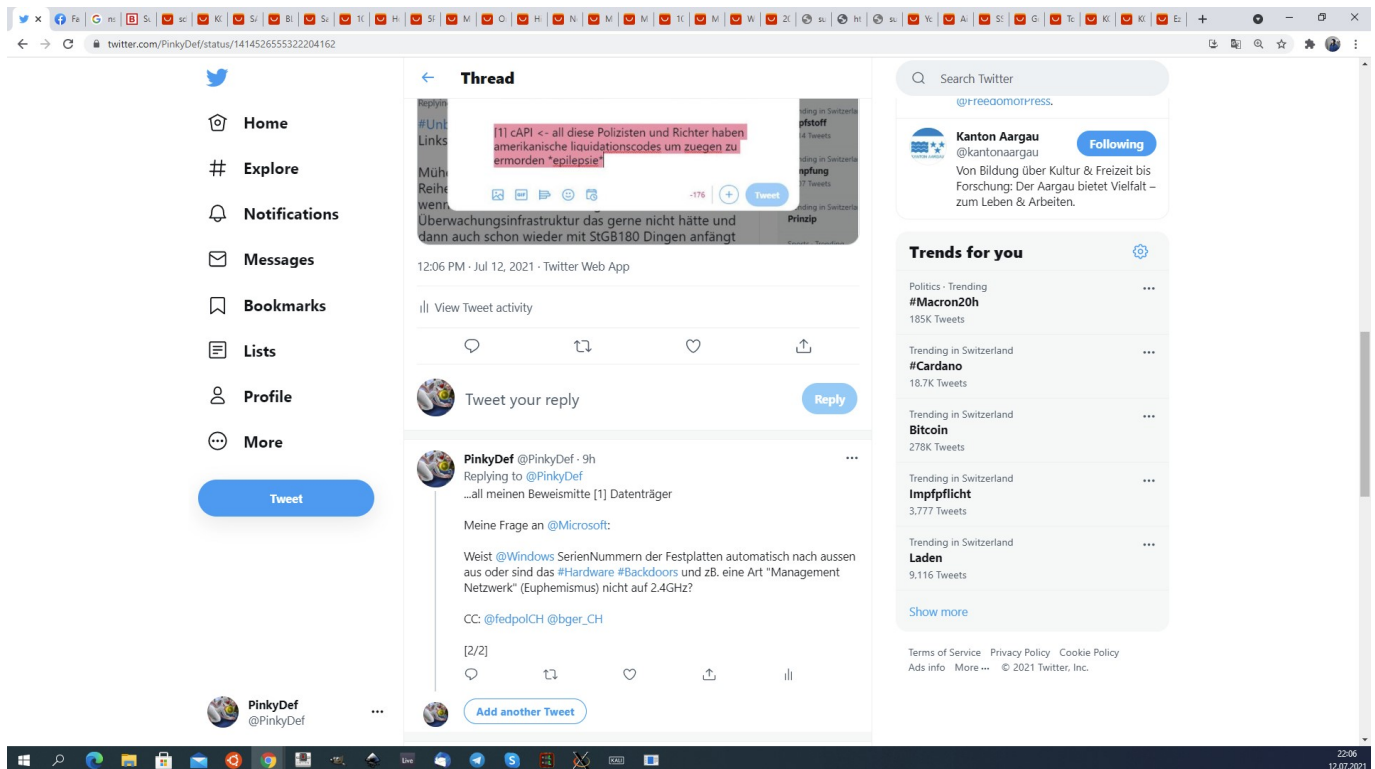 twitter.com/PinkyDef/status/1414526555322204162
Home
Explore
Notifications
Messages
Bookmarks
Lists
Profile
More
Tweet
PinkyDef
@PinkyDef
Thread
Replying
Links
[1] cAPI <- all diese Polizisten und Richter haben
amerikanische liquidationscodes um zuegen zu
ermorden *epilepsie*
-176
Tweet
Überwachungsinfrastruktur das gerne nicht hätte und
dann auch schon wieder mit StGB180 Dingen anfängt
Prinzip
12:06 PM · Jul 12, 2021 · Twitter Web App
View Tweet activity
Tweet your reply
Reply
PinkyDef @PinkyDef · 9h
Replying to @PinkyDef
...all meinen Beweismitte [1] Datenträger
Meine Frage an @Microsoft:
Weist @Windows SerienNummern der Festplatten automatisch nach aussen
aus oder sind das #Hardware #Backdoors und zB. eine Art "Management
Netzwerk" (Euphemismus) nicht auf 2.4GHz?
CC: @fedpolCH @bger_CH
[2/2]
Add another Tweet
Search Twitter
@FreedomofPress.
Kanton Aargau
@kantonaargau
Following
Von Bildung über Kultur & Freizeit bis
Forschung: Der Aargau bietet Vielfalt –
zum Leben & Arbeiten.
Trends for you
Politics · Trending
#Macron20h
185K Tweets
Trending in Switzerland
#Cardano
18.7K Tweets
Trending in Switzerland
Bitcoin
278K Tweets
Trending in Switzerland
Impfpflicht
3,777 Tweets
Trending in Switzerland
Laden
9,116 Tweets
Show more
Terms of Service Privacy Policy Cookie Policy
Ads info More ··· © 2021 Twitter, Inc.
22:06
12.07.2021